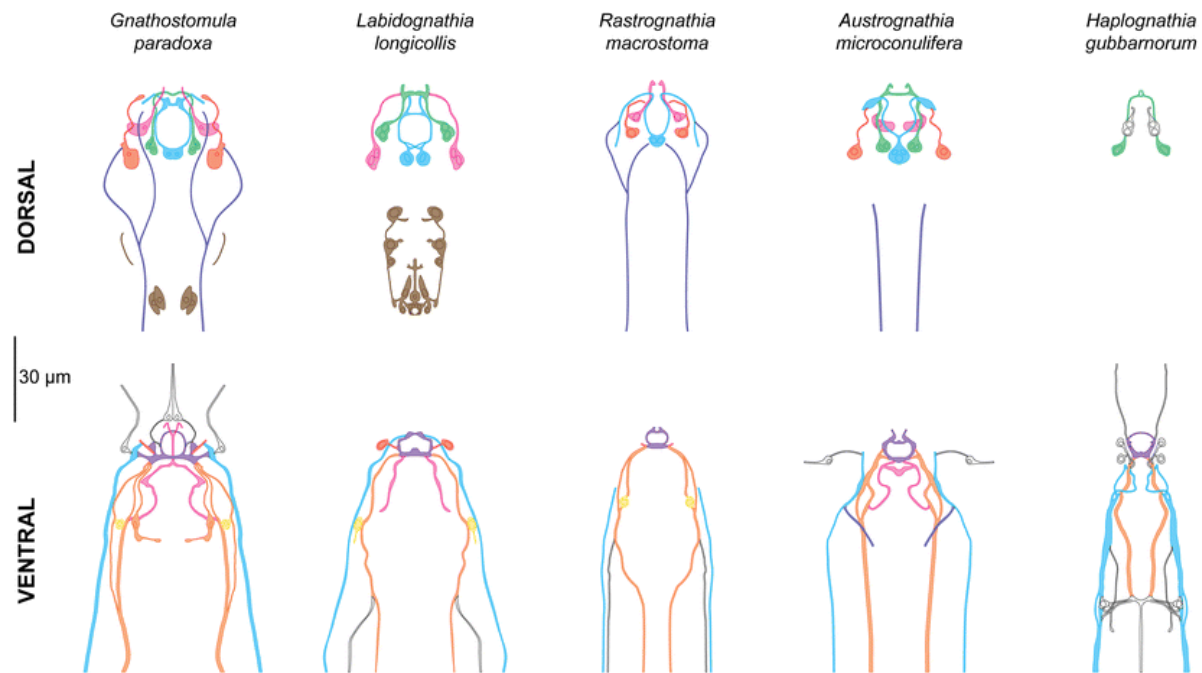 Gnathostomula
paradoxa
Labidognathia
longicollis
Rastrognathia
macrostoma
Austrognathia
microconulifera
Haplognathia
gubbarnorum
DORSAL
30 μm
VENTRAL